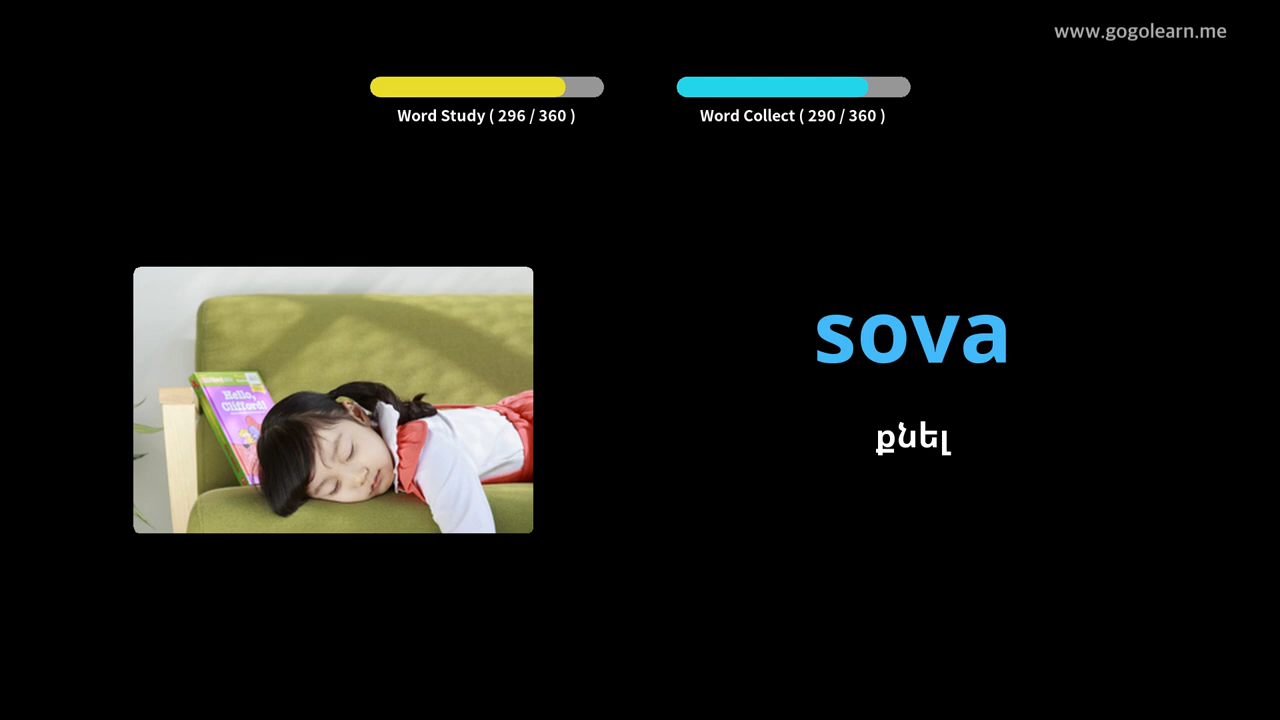 www.gogolearn.me
Word Study ( 296 / 360 )
Word Collect ( 290 / 360 )
Hello,
Clifford!
sova
քնել